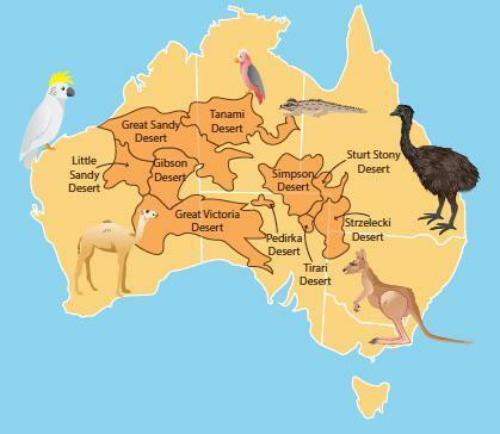 Great Sandy
Desert
Tanami
Desert
Little
Sandy
Desert
Gibson
Desert
Simpson
Desert
Sturt Stony
Desert
Great Victoria
Desert
Pedirka
Desert
Tirari
Desert
Strzelecki
Desert